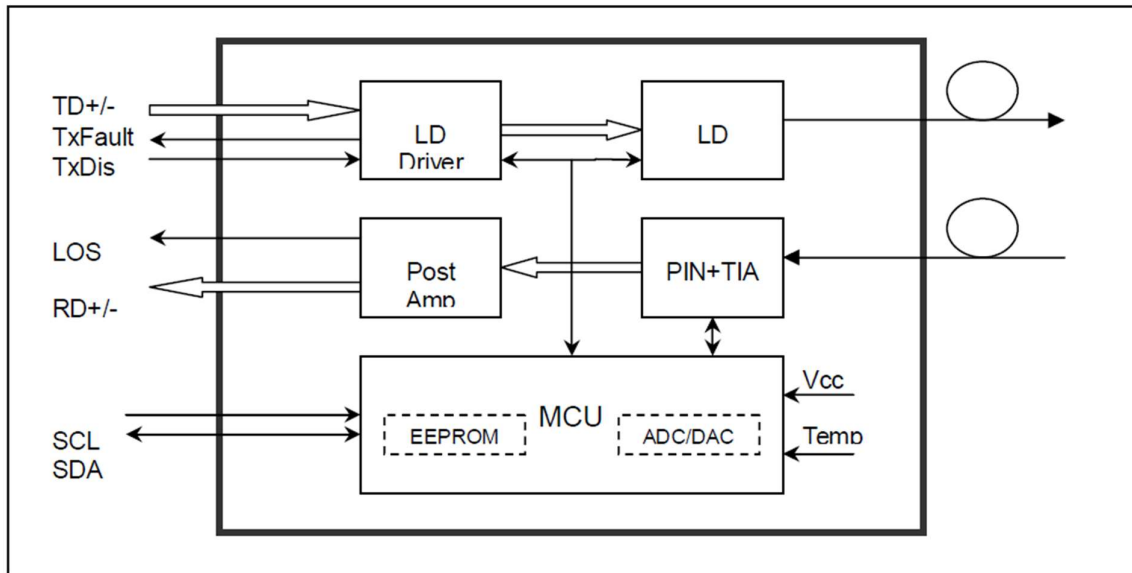 TD+/-
TxFault
TxDis
LD
Driver
LD
LOS
RD+/-
Post
Amp
PIN+TIA
SCL
SDA
MCU
EEPROM
ADC/DAC
Vcc
Temp